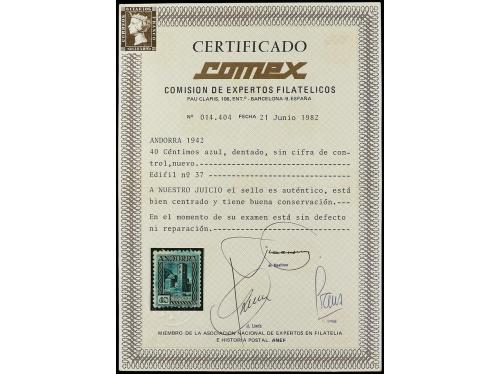 CERTIFICADO
comex
COMISION DE EXPERTOS FILATELICOS
PAU CLARIS, 106, ENT.º - BARCELONA-9. ESPAÑA
Nº 014.404 FECHA 21 Junio 1982
ANDORRA 1942
40 Céntimos azul, dentado, sin cifra de con-
trol, nuevo.
Edifil nº 37
A NUESTRO JUICIO el sello es auténtico, está
bien centrado y tiene buena conservación.
En el momento de su examen está sin defecto
ni reparación.
ANDORRA
40
MIEMBRO DE LA ASOCIACION NACIONAL DE EXPERTOS EN FILATELIA
E HISTORIA POSTAL. ANEF